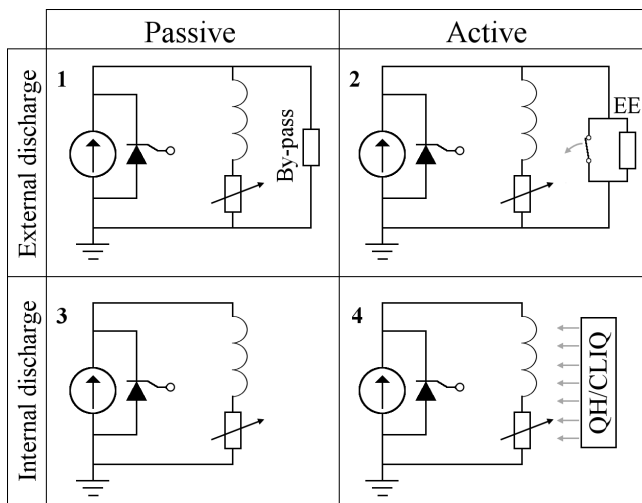 Passive
Active
External discharge
1
By-pass
2
EE
Internal discharge
3
4
QH/CLIQ